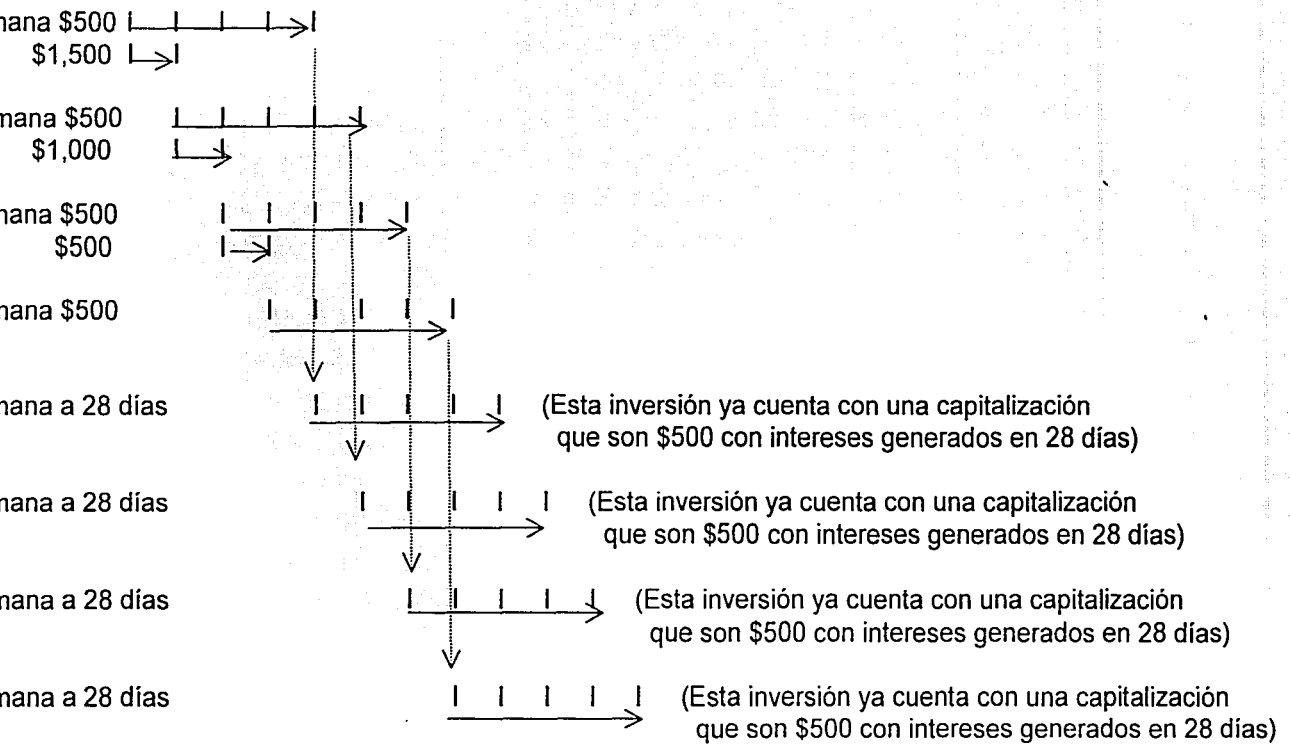 mana $500
$1,500
mana $500
$1,000
mana $500
$500
mana $500
mana a 28 días (Esta inversión ya cuenta con una capitalización
que son $500 con intereses generados en 28 días)
mana a 28 días (Esta inversión ya cuenta con una capitalización
que son $500 con intereses generados en 28 días)
mana a 28 días (Esta inversión ya cuenta con una capitalización
que son $500 con intereses generados en 28 días)
mana a 28 días (Esta inversión ya cuenta con una capitalización
que son $500 con intereses generados en 28 días)